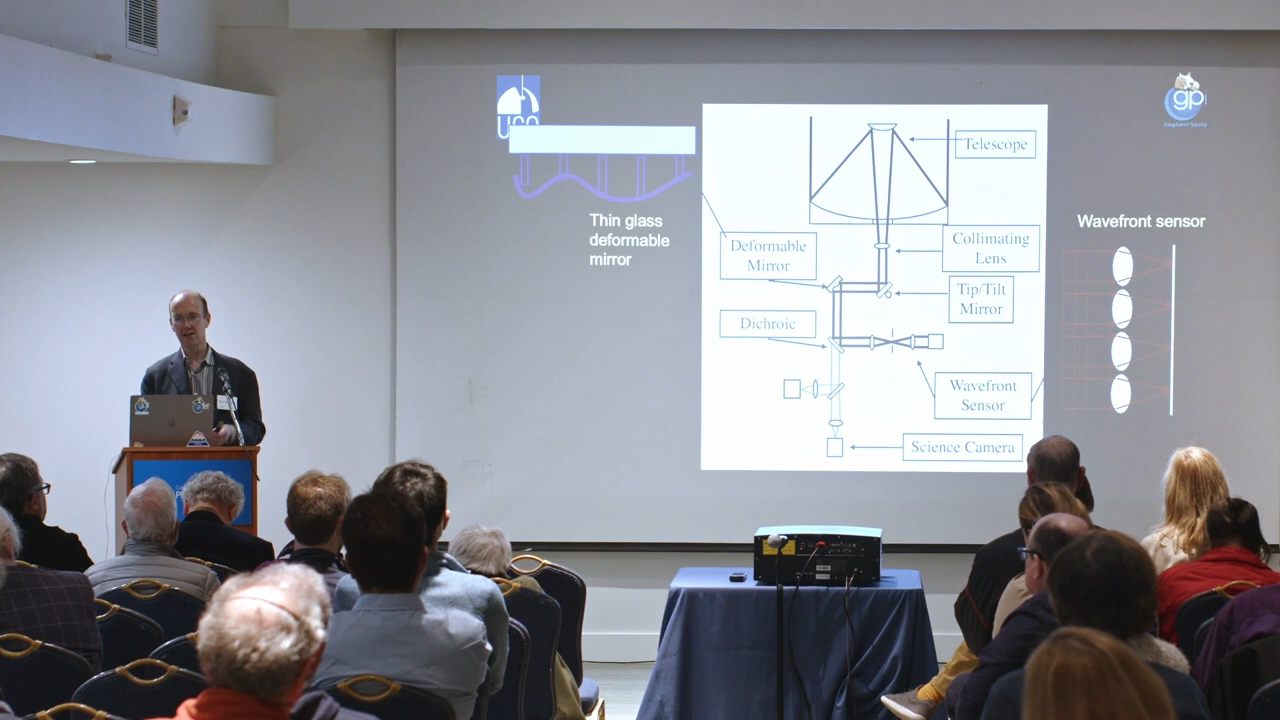 gpi
Telescope
Thin glass
deformable
mirror
Deformable
Mirror
Collimating
Lens
Wavefront sensor
Tip/Tilt
Mirror
Dichroic
Wavefront
Sensor
Science Camera